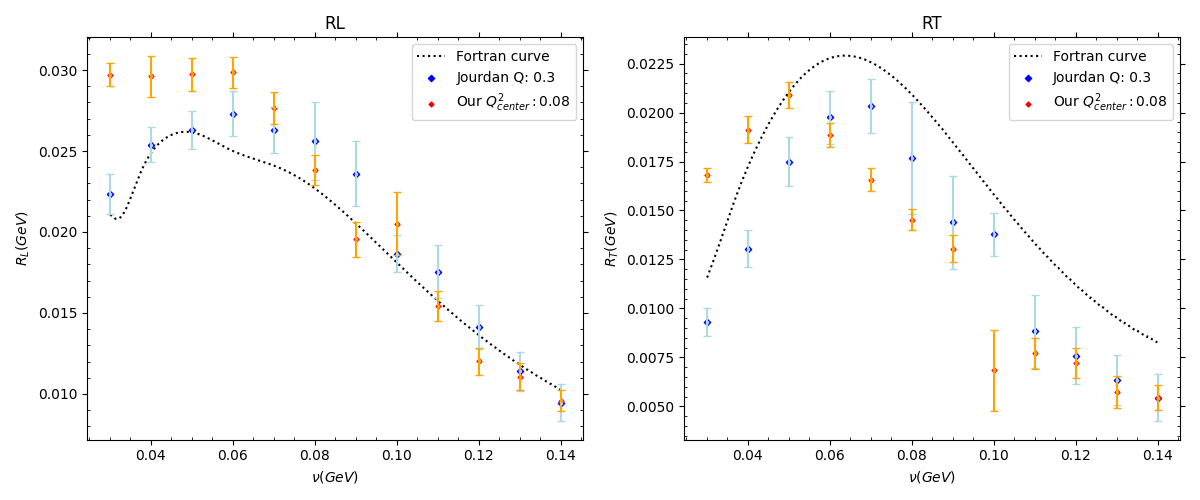 RL
Fortran curve
Jourdan Q: 0.3
Our $Q^2_{center}: 0.08$
0.030
0.025
0.020
0.015
0.010
$R_L(GeV)$
0.04 0.06 0.08 0.10 0.12 0.14
$\nu(GeV)$
RT
Fortran curve
Jourdan Q: 0.3
Our $Q^2_{center}: 0.08$
0.0225
0.0200
0.0175
0.0150
0.0125
0.0100
0.0075
0.0050
$R_T(GeV)$
0.04 0.06 0.08 0.10 0.12 0.14
$\nu(GeV)$